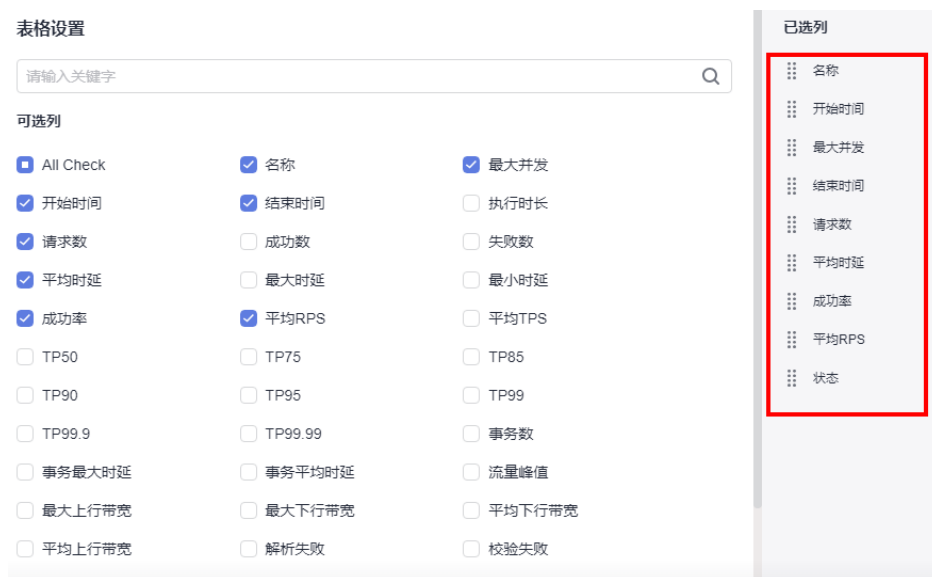 表格设置
请输入关键字
可选列
All Check 名称 最大并发
开始时间 结束时间 执行时长
请求数 成功数 失败数
平均时延 最大时延 最小时延
成功率 平均RPS 平均TPS
TP50 TP75 TP85
TP90 TP95 TP99
TP99.9 TP99.99 事务数
事务最大时延 事务平均时延 流量峰值
最大上行带宽 最大下行带宽 平均下行带宽
平均上行带宽 解析失败 校验失败
已选列
名称
开始时间
最大并发
结束时间
请求数
平均时延
成功率
平均RPS
状态